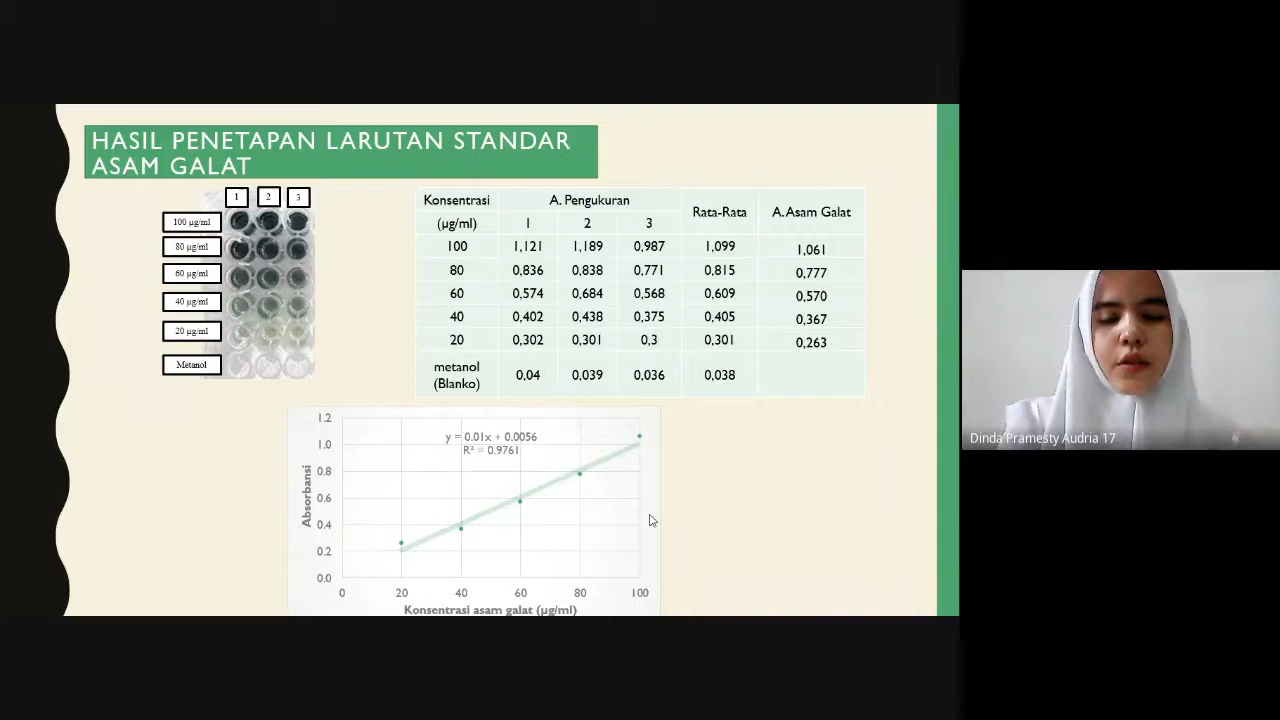 HASIL PENETAPAN LARUTAN STANDAR
ASAM GALAT
1 2 3
100 µg/ml
80 µg/ml
60 µg/ml
40 µg/ml
20 µg/ml
Metanol
Konsentrasi A. Pengukuran Rata-Rata A. Asam Galat
(µg/ml) 1 2 3
100 1,121 1,189 0,987 1,099 1,061
80 0,836 0,838 0,771 0,815 0,777
60 0,574 0,684 0,568 0,609 0,570
40 0,402 0,438 0,375 0,405 0,367
20 0,302 0,301 0,3 0,301 0,263
metanol
(Blanko) 0,04 0,039 0,036 0,038
y = 0.01x + 0.0056
R² = 0.9761
Absorbansi
1.2
1.0
0.8
0.6
0.4
0.2
0.0
0 20 40 60 80 100
Konsentrasi asam galat (µg/ml)
Dinda Pramesty Audria 17